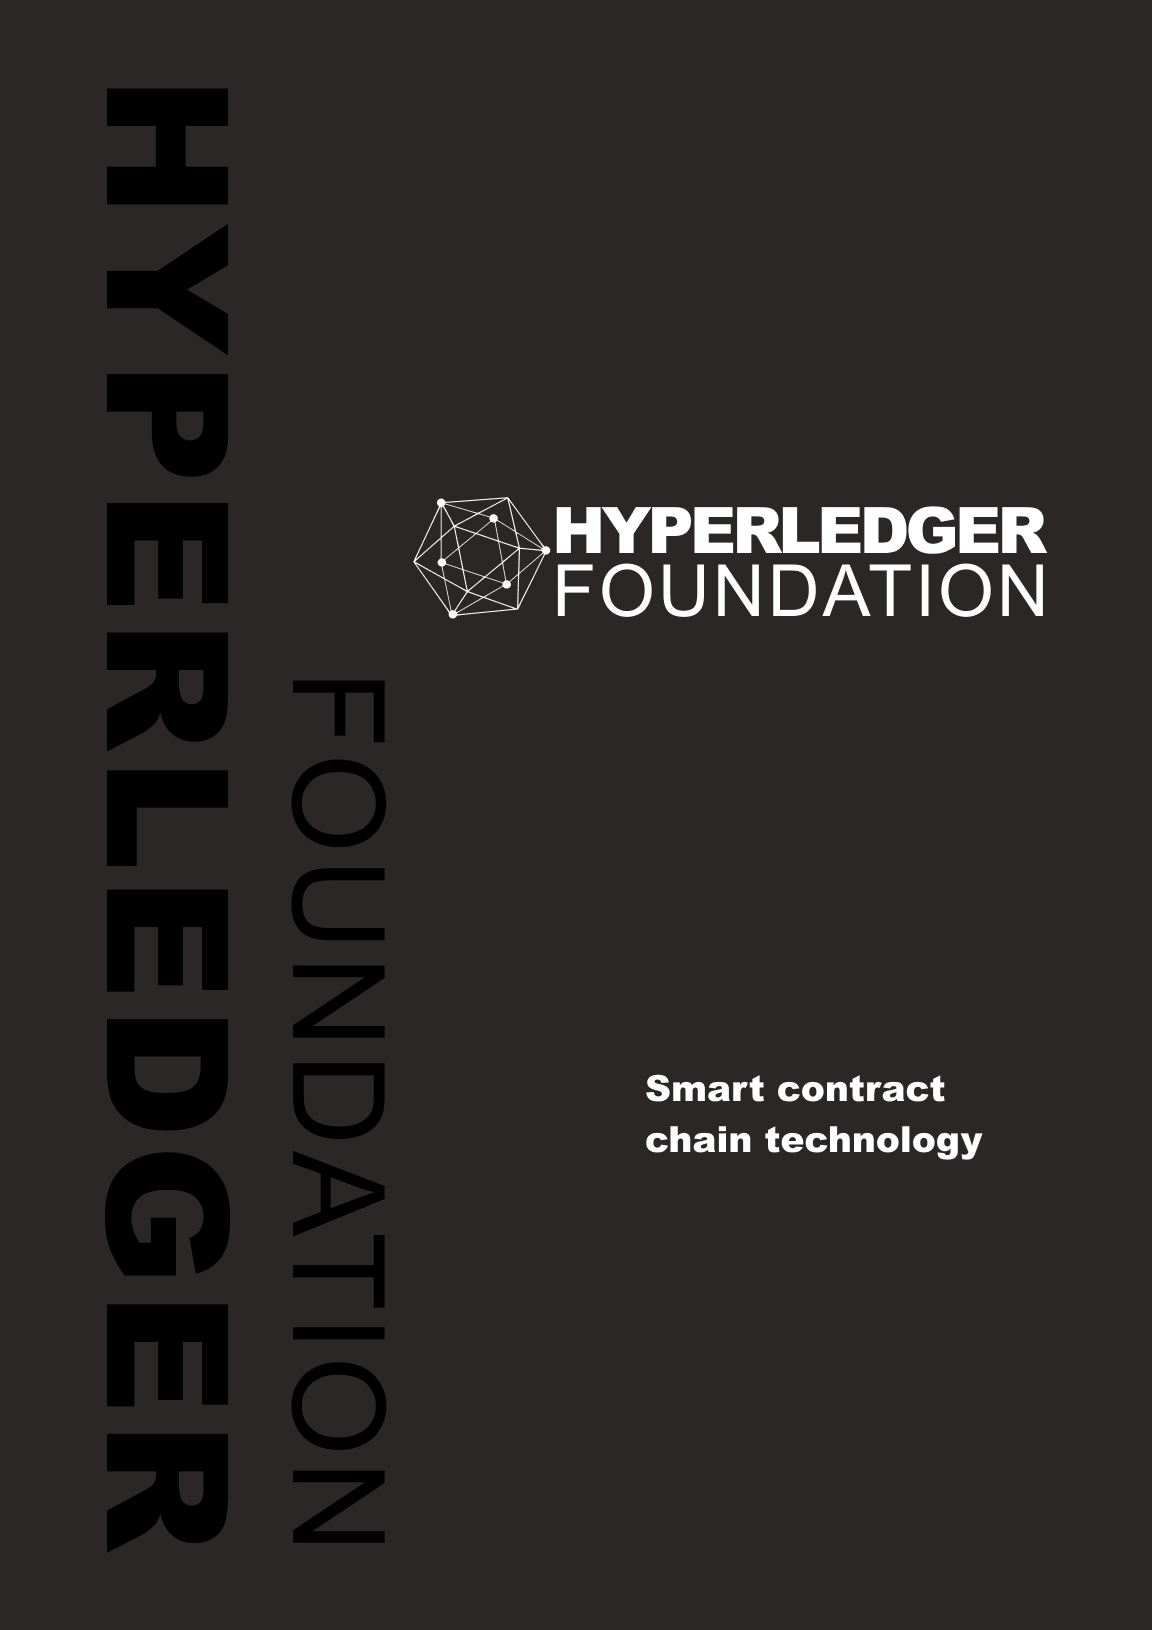 HYPERLEDGER
FOUNDATION
HYPERLEDGER
FOUNDATION
Smart contract
chain technology